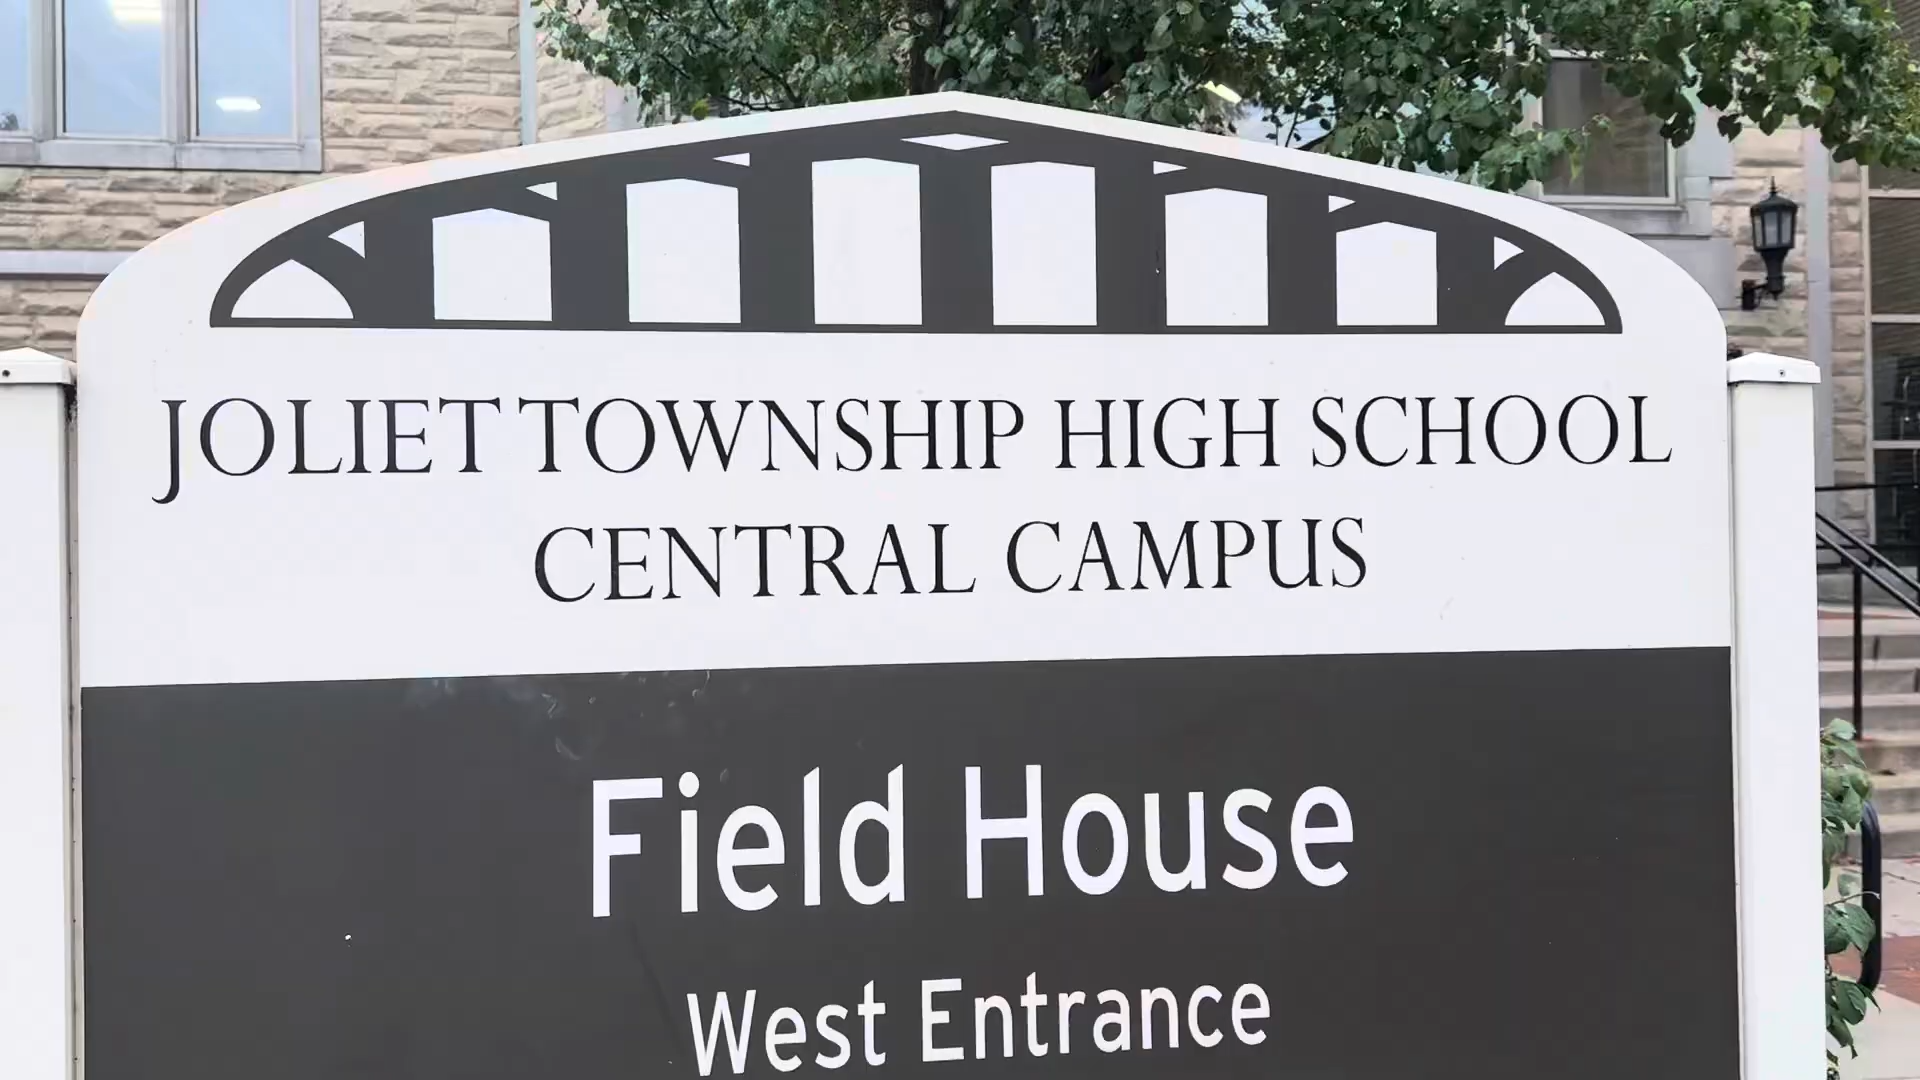 JOLIET TOWNSHIP HIGH SCHOOL
CENTRAL CAMPUS
Field House
West Entrance